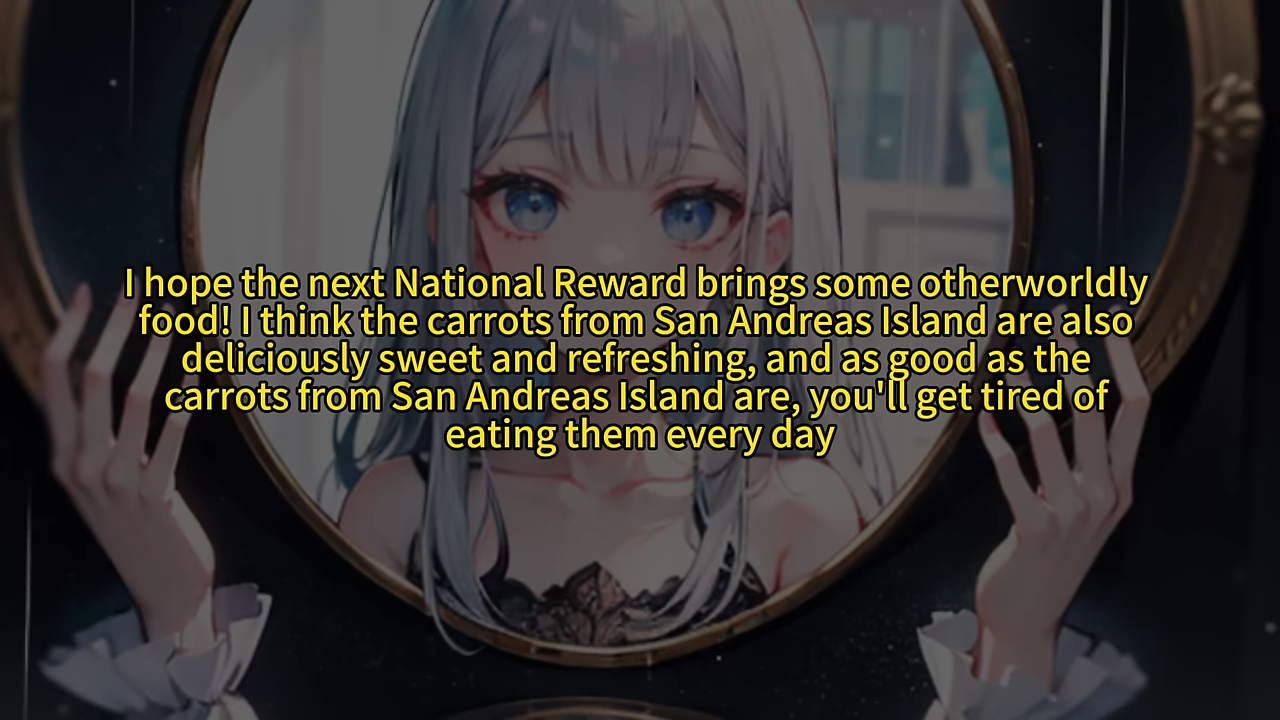 I hope the next National Reward brings some otherworldly
food! I think the carrots from San Andreas Island are also
deliciously sweet and refreshing, and as good as the
carrots from San Andreas Island are, you'll get tired of
eating them every day